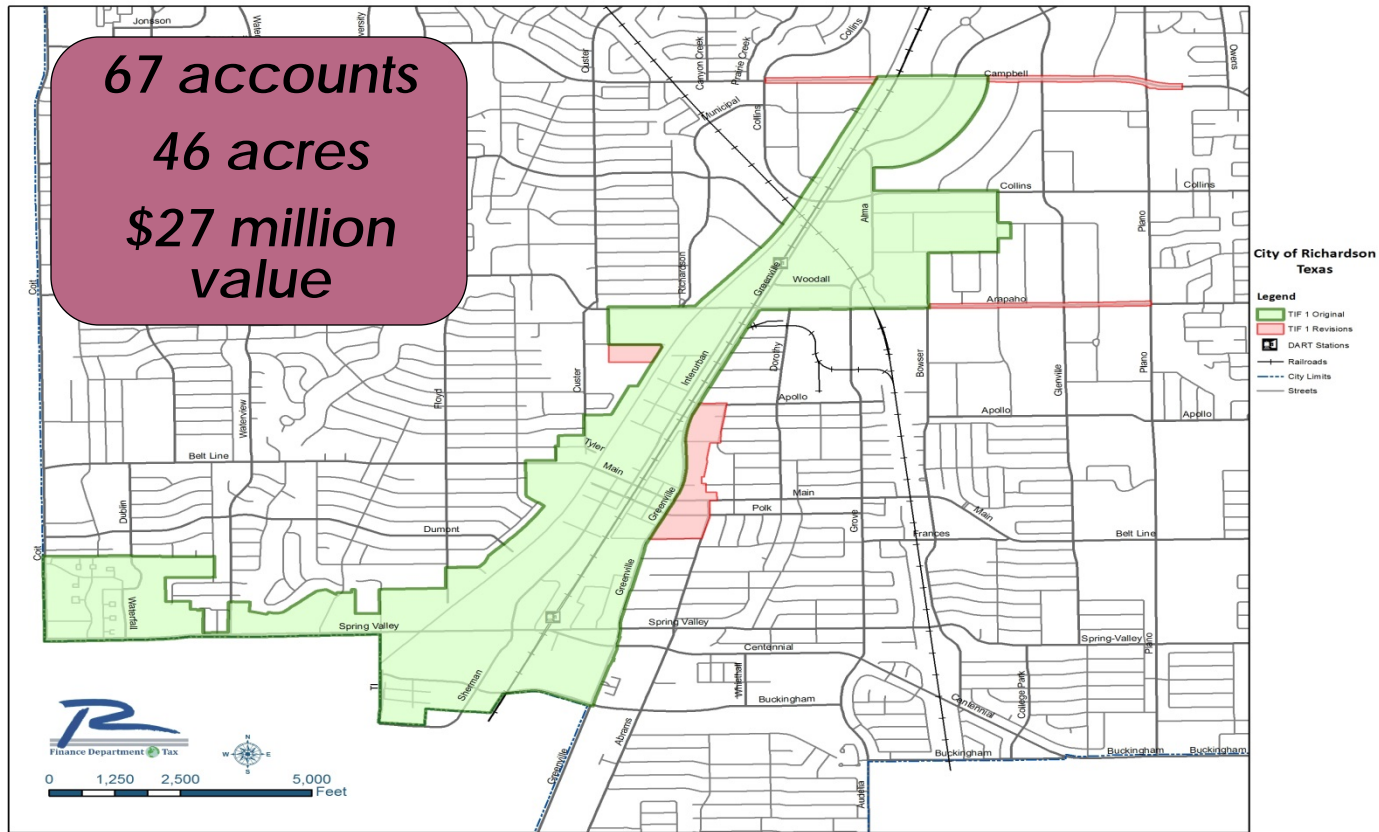 67 accounts
46 acres
$27 million
value
Jonsson
Custer
Canyon Creek
Prairie Creek
Collins
Owens
Municipal
Collins
Campbell
Collins
Collins
Alma
Plano
Coit
Richardson
Greenville
Woodall
Arapaho
Interurban
Dorothy
Bowser
Glenville
Plano
Custer
Floyd
Waterview
Apollo
Apollo
Apollo
Belt Line
Tyler
Main
Greenville
Main
Polk
Grove
Main
Frances
Belt Line
Dublin
Dumont
Coit
Waterfall
Greenville
Spring Valley
Spring Valley
Spring-Valley
Centennial
Plano
TI
Sherman
Whitehall
Buckingham
College Park
Centennial
Abrams
Greenville
Buckingham
Buckingham
Buckingham
Audelia
City of Richardson
Texas
Legend
TIF 1 Original
TIF 1 Revisions
DART Stations
Railroads
City Limits
Streets
R
Finance Department Tax
N
W
E
S
0
1,250
2,500
5,000
Feet